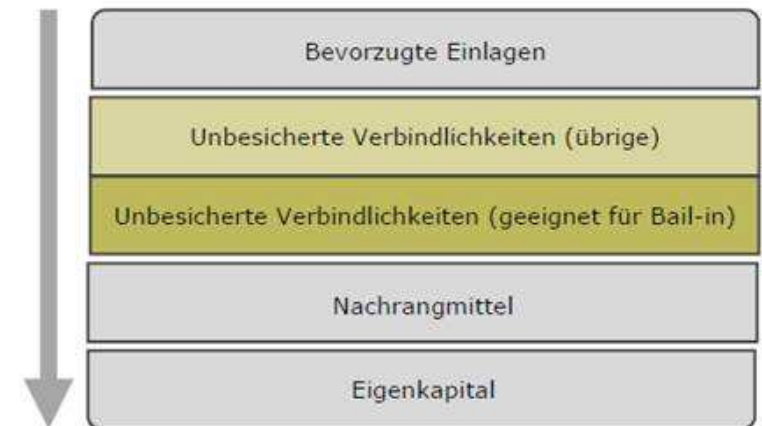 Bevorzugte Einlagen
Unbesicherte Verbindlichkeiten (übrige)
Unbesicherte Verbindlichkeiten (geeignet für Bail-in)
Nachrangmittel
Eigenkapital